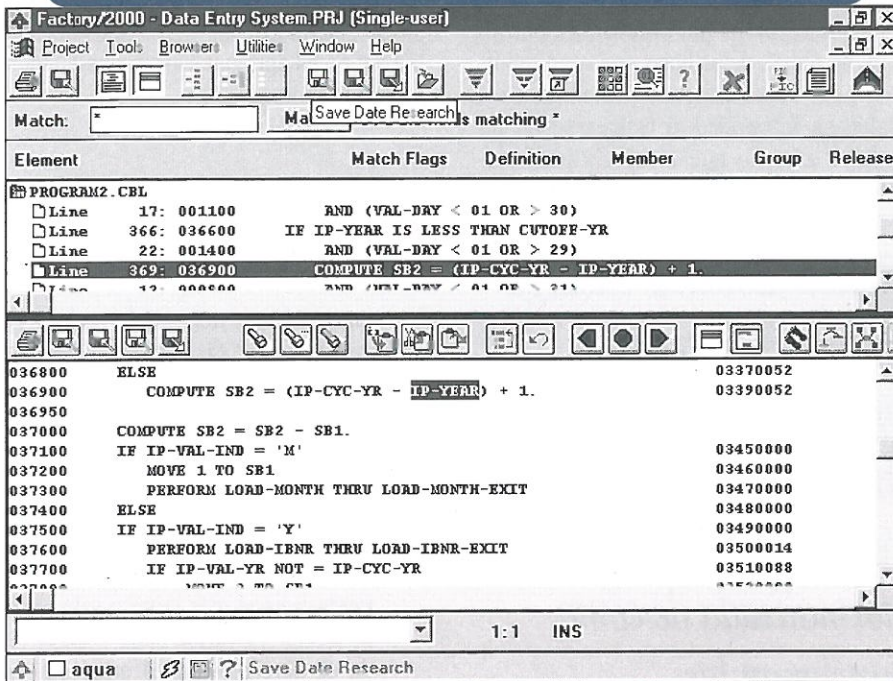 Factory/2000 - Data Entry System.PRJ (Single-user)
Project Tools Browsers Utilities Window Help
Save Date Research
Match: * Ma matching *
Element Match Flags Definition Member Group Release
PROGRAM2.CBL
Line 17: 001100 AND (VAL-DAY < 01 OR > 30)
Line 366: 036600 IF IP-YEAR IS LESS THAN CUTOFF-YR
Line 22: 001400 AND (VAL-DAY < 01 OR > 29)
Line 369: 036900 COMPUTE SB2 = (IP-CYC-YR - IP-YEAR) + 1.
036800 ELSE 03370052
036900 COMPUTE SB2 = (IP-CYC-YR - IP-YEAR) + 1. 03390052
036950
037000 COMPUTE SB2 = SB2 - SB1.
037100 IF IP-VAL-IND = 'M' 03450000
037200 MOVE 1 TO SB1 03460000
037300 PERFORM LOAD-MONTH THRU LOAD-MONTH-EXIT 03470000
037400 ELSE 03480000
037500 IF IP-VAL-IND = 'Y' 03490000
037600 PERFORM LOAD-IBNR THRU LOAD-IBNR-EXIT 03500014
037700 IF IP-VAL-YR NOT = IP-CYC-YR 03510088
1:1 INS
aqua ? Save Date Research